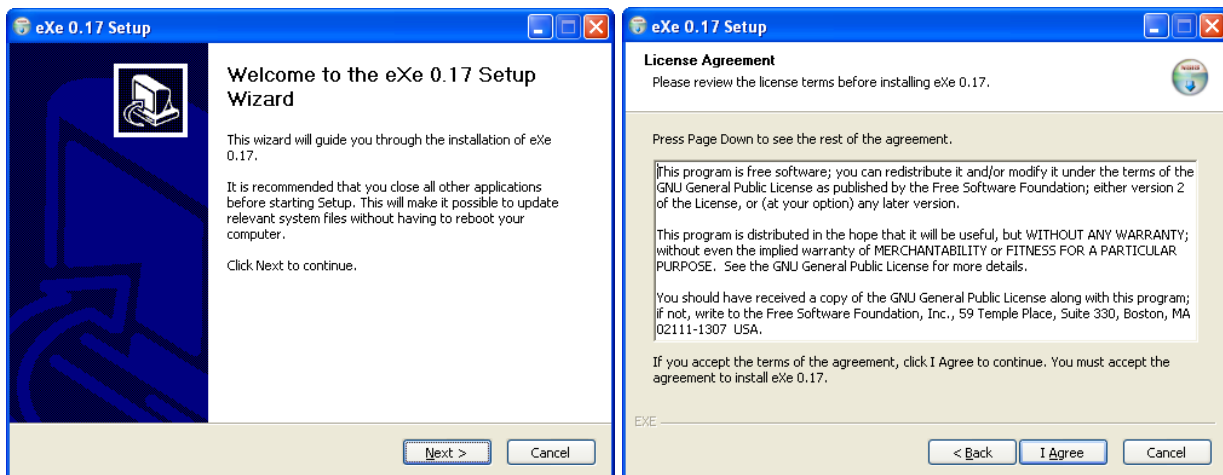 eXe 0.17 Setup
Welcome to the eXe 0.17 Setup
Wizard
This wizard will guide you through the installation of eXe
0.17.
It is recommended that you close all other applications
before starting Setup. This will make it possible to update
relevant system files without having to reboot your
computer.
Click Next to continue.
Next >
Cancel
eXe 0.17 Setup
License Agreement
Please review the license terms before installing eXe 0.17.
Press Page Down to see the rest of the agreement.
This program is free software; you can redistribute it and/or modify it under the terms of the
GNU General Public License as published by the Free Software Foundation; either version 2
of the License, or (at your option) any later version.
This program is distributed in the hope that it will be useful, but WITHOUT ANY WARRANTY;
without even the implied warranty of MERCHANTABILITY or FITNESS FOR A PARTICULAR
PURPOSE.  See the GNU General Public License for more details.
You should have received a copy of the GNU General Public License along with this program;
if not, write to the Free Software Foundation, Inc., 59 Temple Place, Suite 330, Boston, MA
02111-1307  USA.
If you accept the terms of the agreement, click I Agree to continue. You must accept the
agreement to install eXe 0.17.
EXE
< Back
I Agree
Cancel